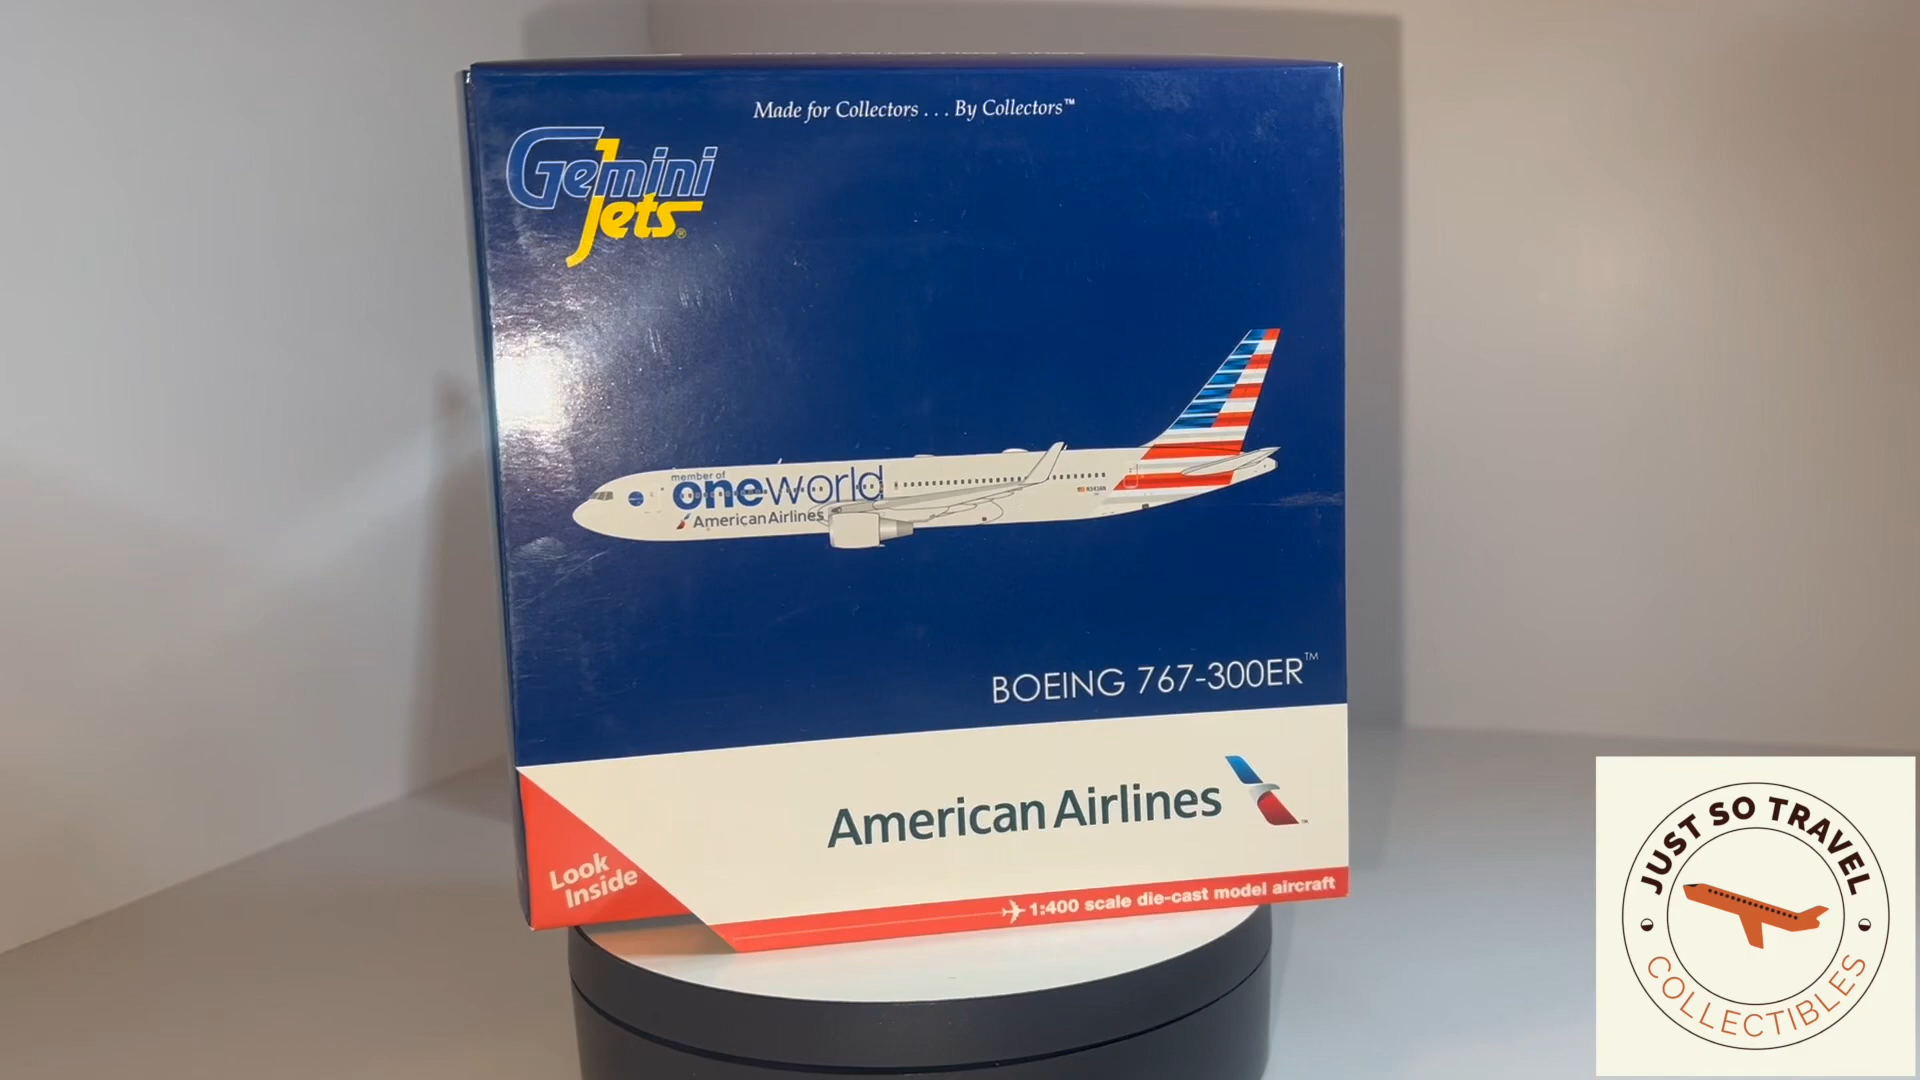 Made for Collectors . . . By Collectors™
Gemini
Jets®
member of
oneworld
American Airlines
N343AN
BOEING 767-300ER™
American Airlines
Look
Inside
1:400 scale die-cast model aircraft
JUST SO TRAVEL
COLLECTIBLES